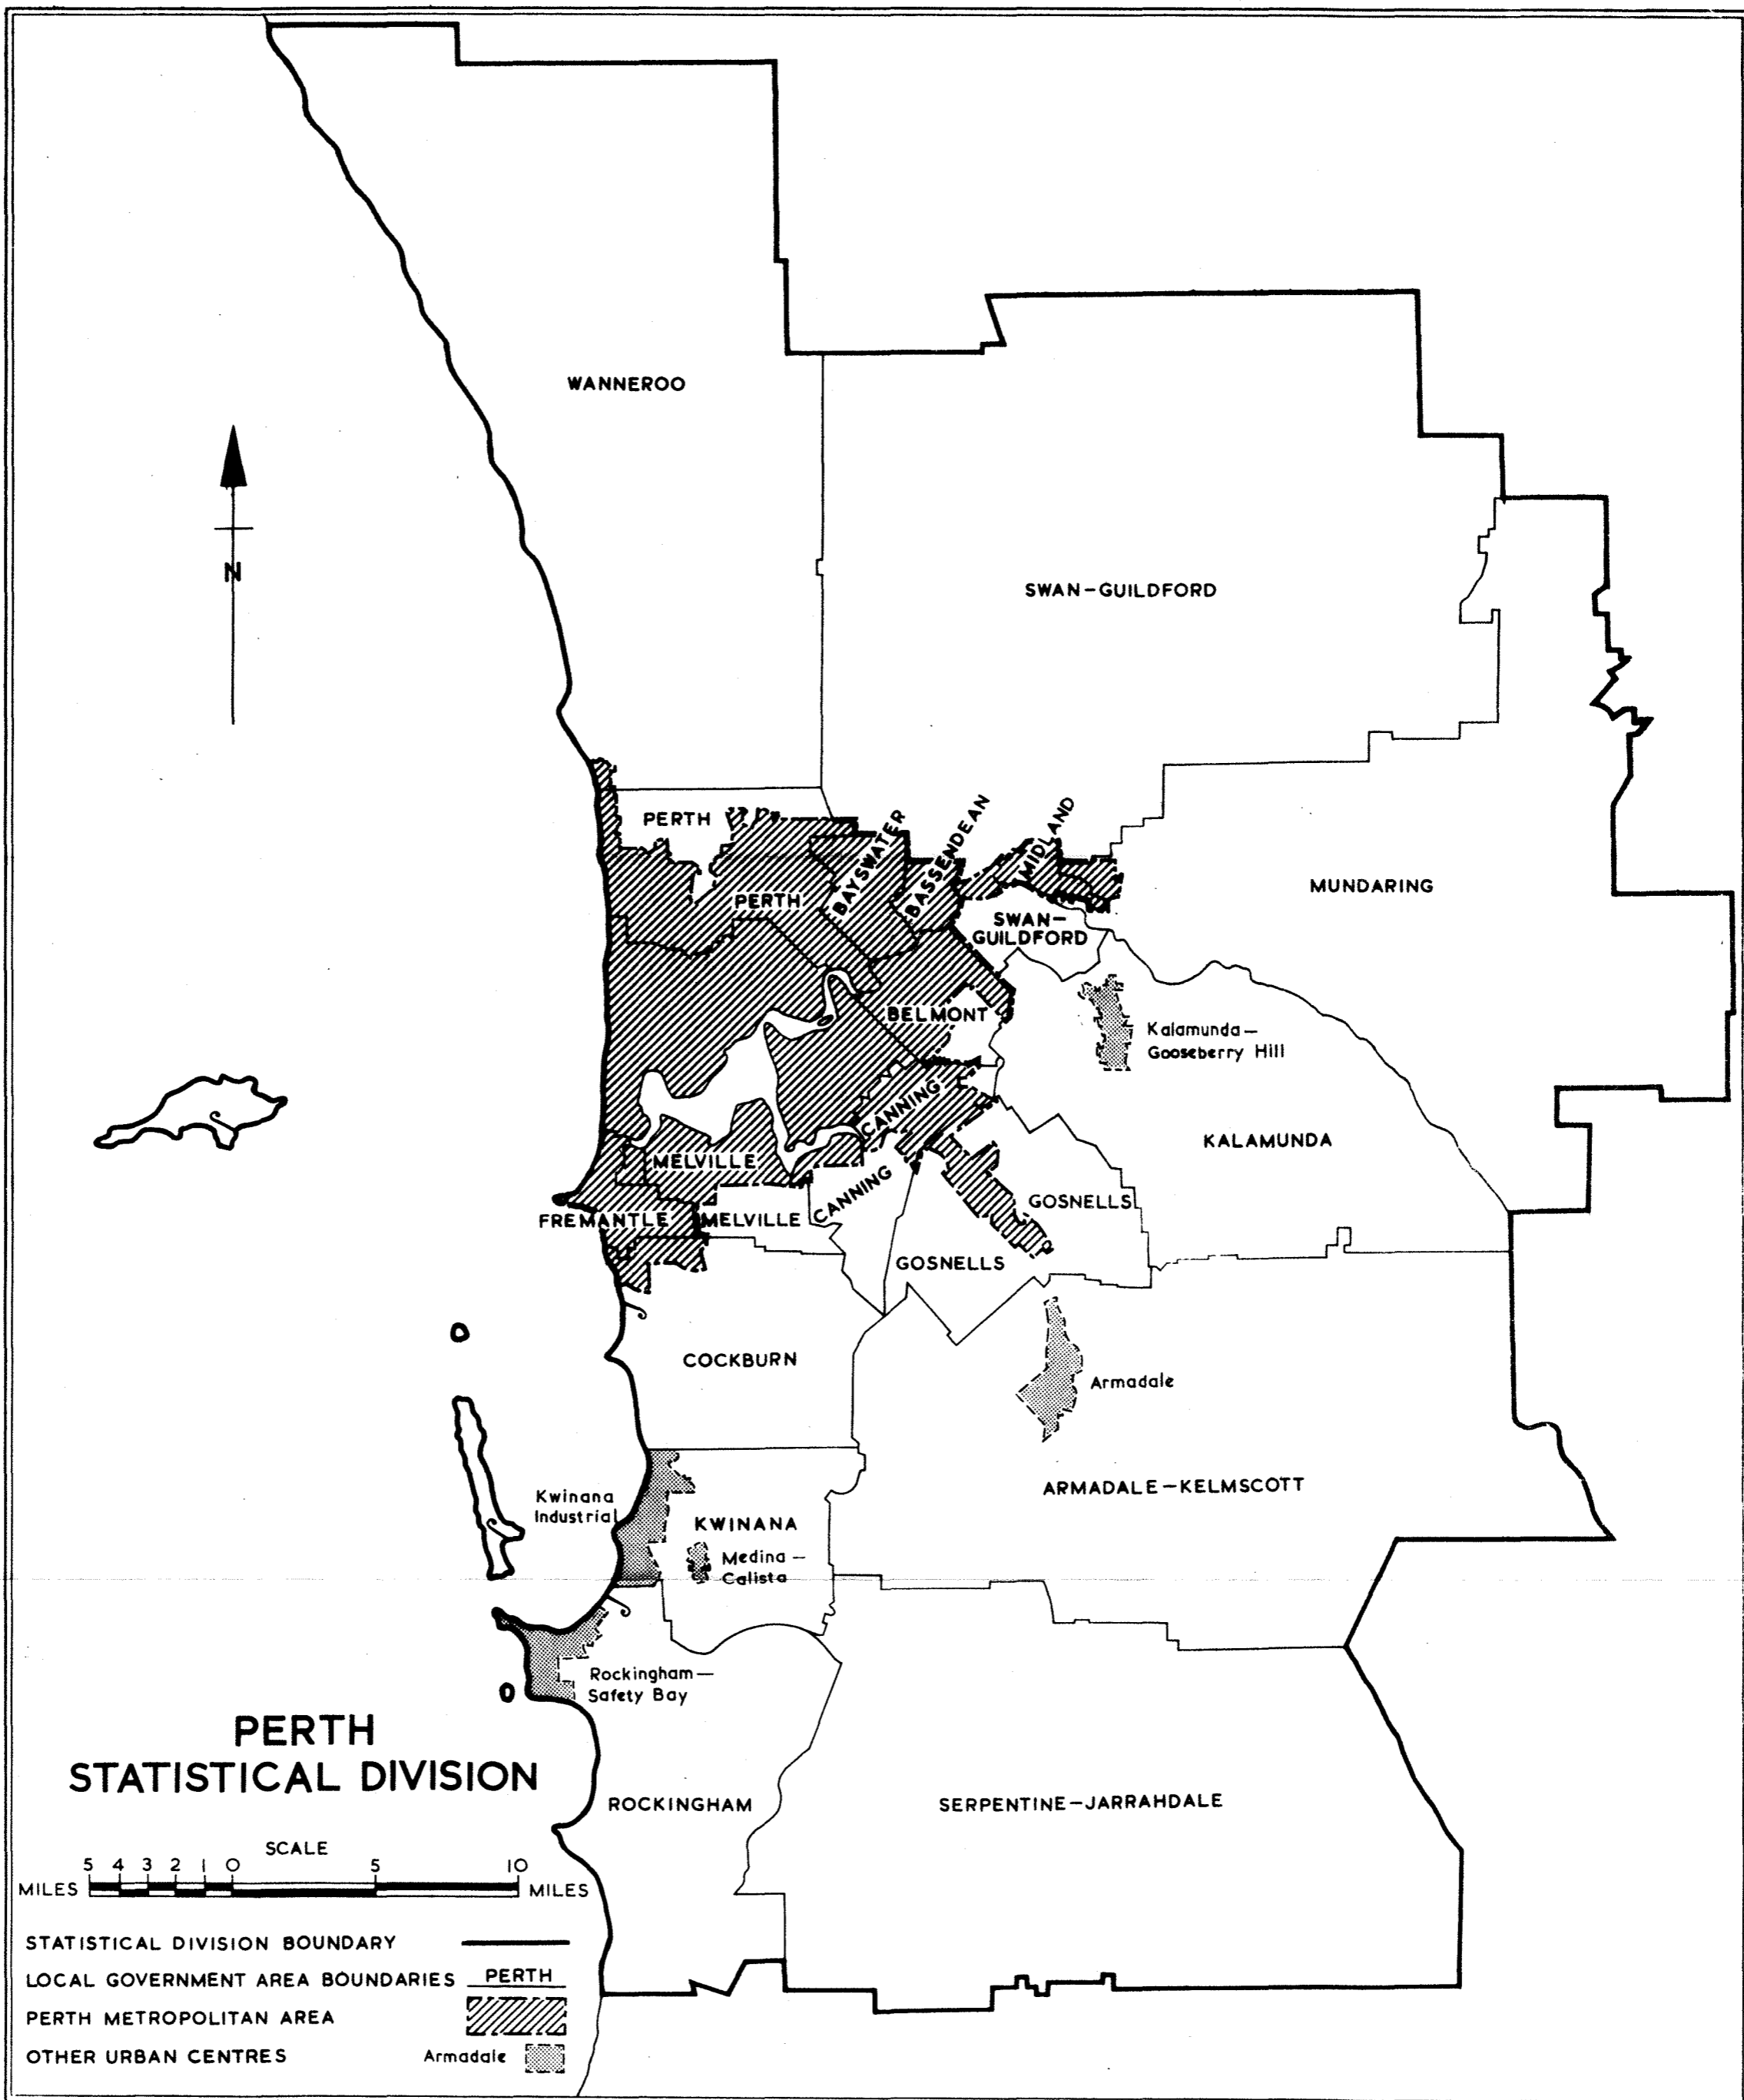 WANNEROO
N
SWAN-GUILDFORD
PERTH
BAYSWATER
BASSENDEAN
MIDLAND
PERTH
MUNDARING
SWAN-
GUILDFORD
BELMONT
Kalamunda-
Gooseberry Hill
CANNING
KALAMUNDA
MELVILLE
CANNING
GOSNELLS
FREMANTLE
MELVILLE
GOSNELLS
COCKBURN
Armadale
ARMADALE-KELMSCOTT
Kwinana
Industrial
KWINANA
Medina-
Calista
Rockingham-
Safety Bay
PERTH
STATISTICAL DIVISION
ROCKINGHAM
SERPENTINE-JARRAHDALE
SCALE
5 4 3 2 1 0 5 10
MILES MILES
STATISTICAL DIVISION BOUNDARY
LOCAL GOVERNMENT AREA BOUNDARIES PERTH
PERTH METROPOLITAN AREA
OTHER URBAN CENTRES Armadale